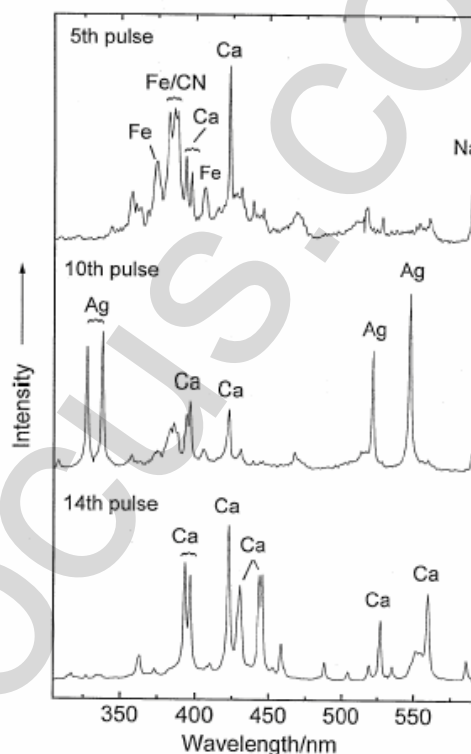 5th pulse
Ca
Fe/CN
Ca
Fe
Fe
10th pulse
Ag
Ag
Ag
Ca
Ca
Intensity
14th pulse
Ca
Ca
Ca
Ca
Ca
350 400 450 500 550
Wavelength/nm